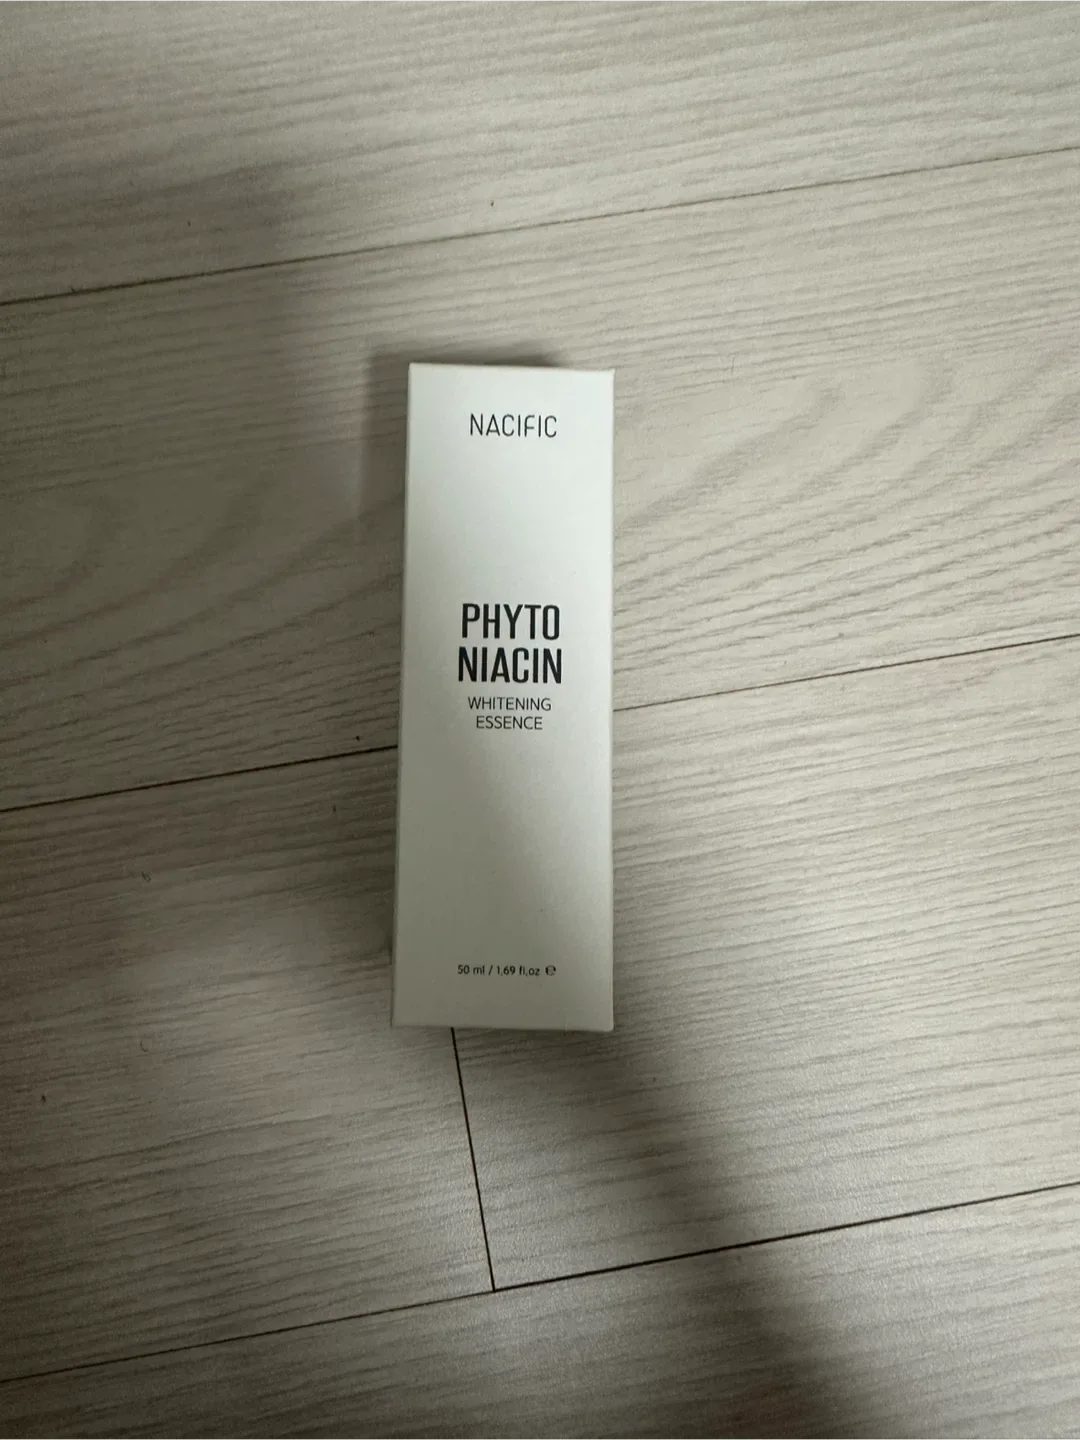 NACIFIC
PHYTO
NIACIN
WHITENING
ESSENCE
50 ml / 1.69 fl.oz ℮